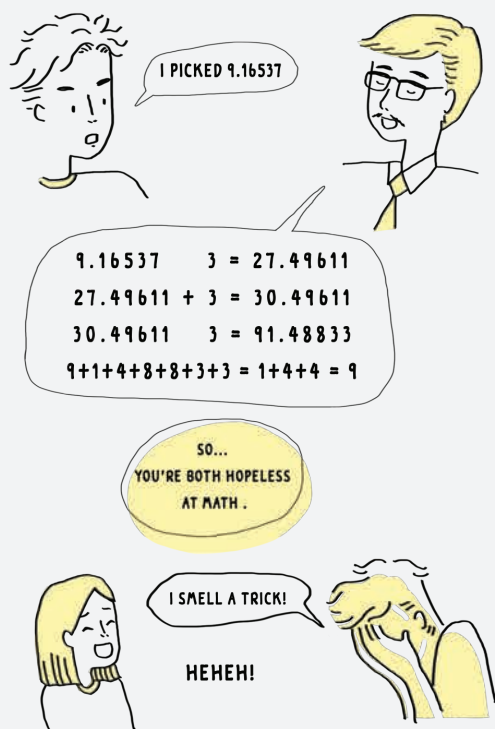 I PICKED 9.16537
9.16537 3 = 27.49611
27.49611 + 3 = 30.49611
30.49611 3 = 91.48833
9+1+4+8+8+3+3 = 1+4+4 = 9
SO...
YOU'RE BOTH HOPELESS
AT MATH .
I SMELL A TRICK!
HEHEH!